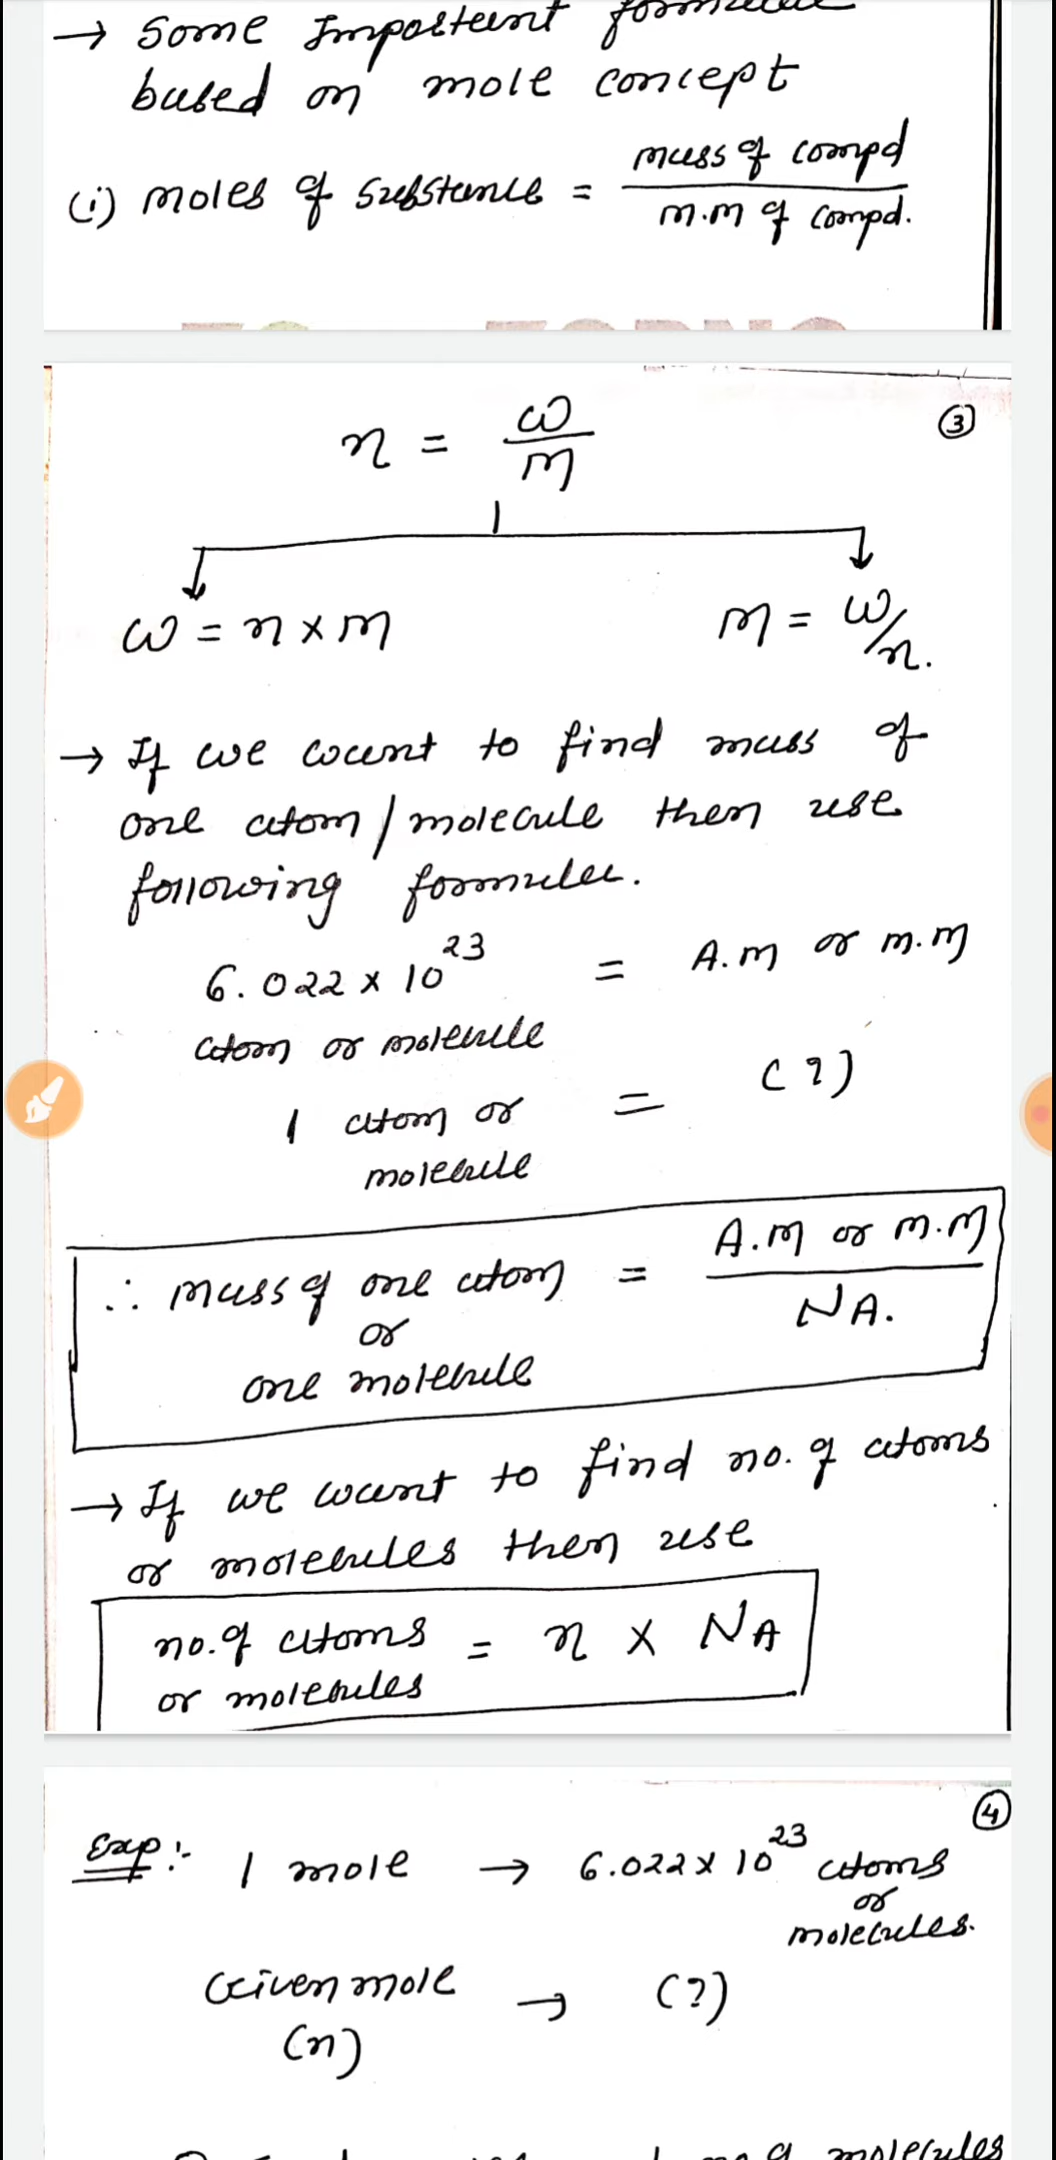 → Some Important formulae
based on mole concept
(i) moles of substance = mass of compd / m.m of compd.
③
n = w/m
w = n x m
m = w/n.
→ If we want to find mass of
one atom / molecule then use
following formulae.
6.022 x 10^23 = A.m or m.m
atom or molecule
1 atom or = (?)
molecule
∴ mass of one atom = A.m or m.m / NA.
or
one molecule
→ If we want to find no. of atoms
or molecules then use
no. of atoms = n x NA
or molecules
④
Exp:- 1 mole → 6.022 x 10^23 atoms
or
molecules.
Given mole → (?)
(n)
molecules